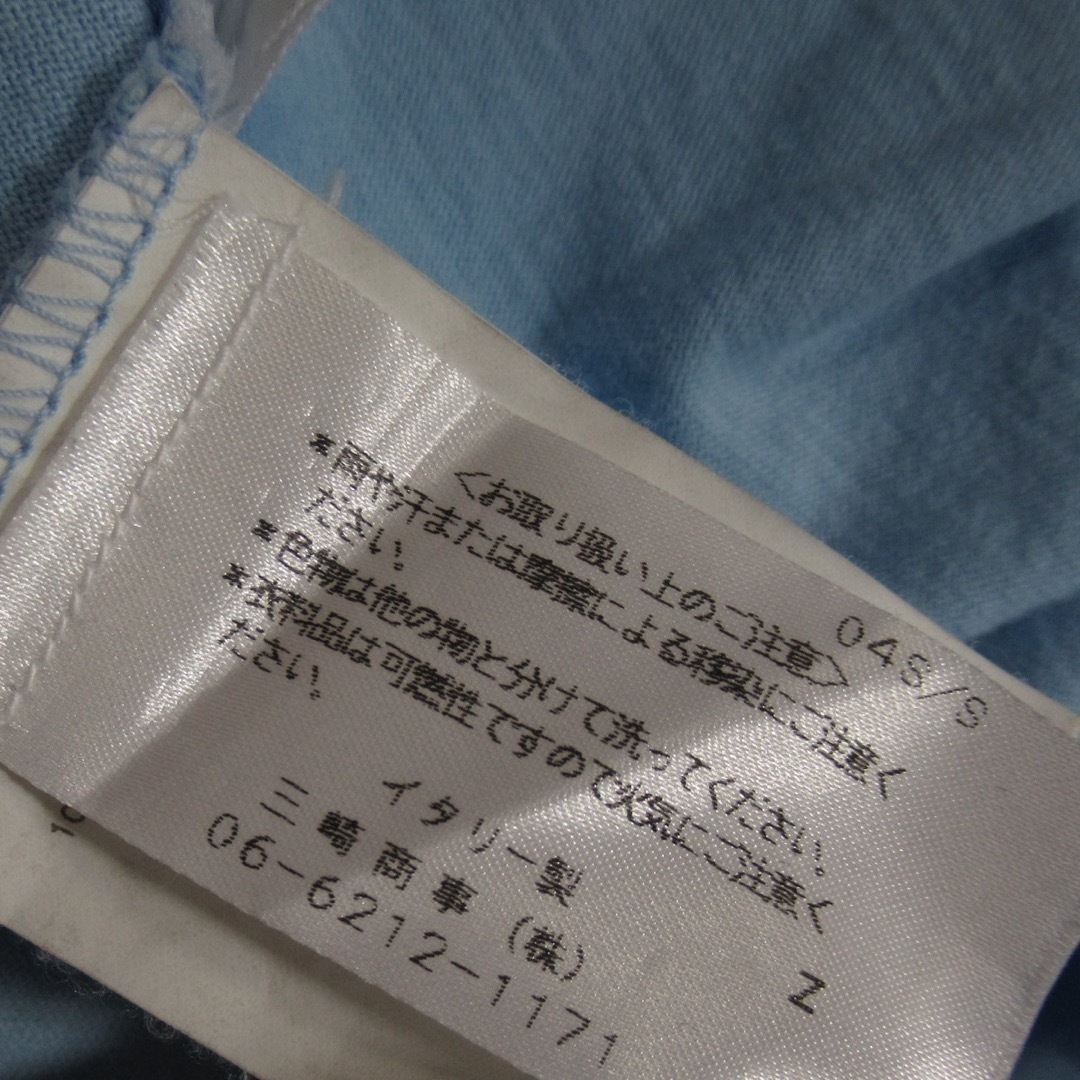 04S/S
<お取り扱い上のご注意>
*雨や汗または摩擦による移染にご注意く
ださい.
*色物は他の物と分けて洗ってください.
*衣料品は可燃性ですので火気にご注意く
ださい.
イタリー製
三崎商事(株)
06-6212-1171
Z